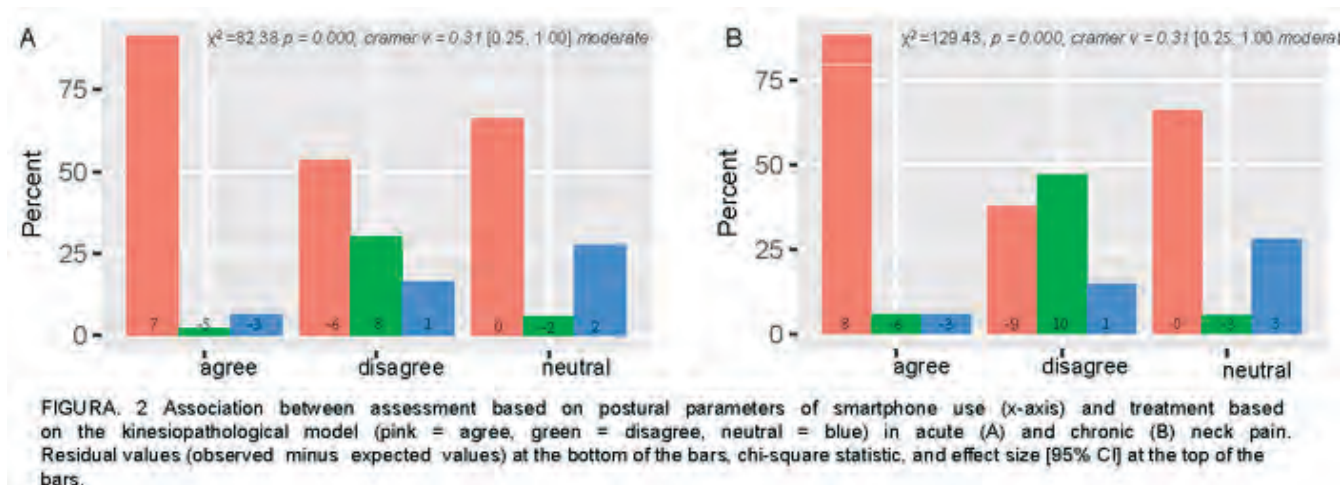 A
χ²=82.38 p = 0.000, cramer v = 0.31 [0.25, 1.00] moderate
Percent
75
50
25
0
7 -5 -3 -6 8 1 0 -2 2
agree disagree neutral
B
χ²=129.43, p = 0.000, cramer v = 0.31 [0.25, 1.00 moderat
Percent
75
50
25
0
8 -6 -3 -9 10 1 -0 -3 3
agree disagree neutral
FIGURA. 2 Association between assessment based on postural parameters of smartphone use (x-axis) and treatment based
on the kinesiopathological model (pink = agree, green = disagree, neutral = blue) in acute (A) and chronic (B) neck pain.
Residual values (observed minus expected values) at the bottom of the bars, chi-square statistic, and effect size [95% CI] at the top of the
bars.